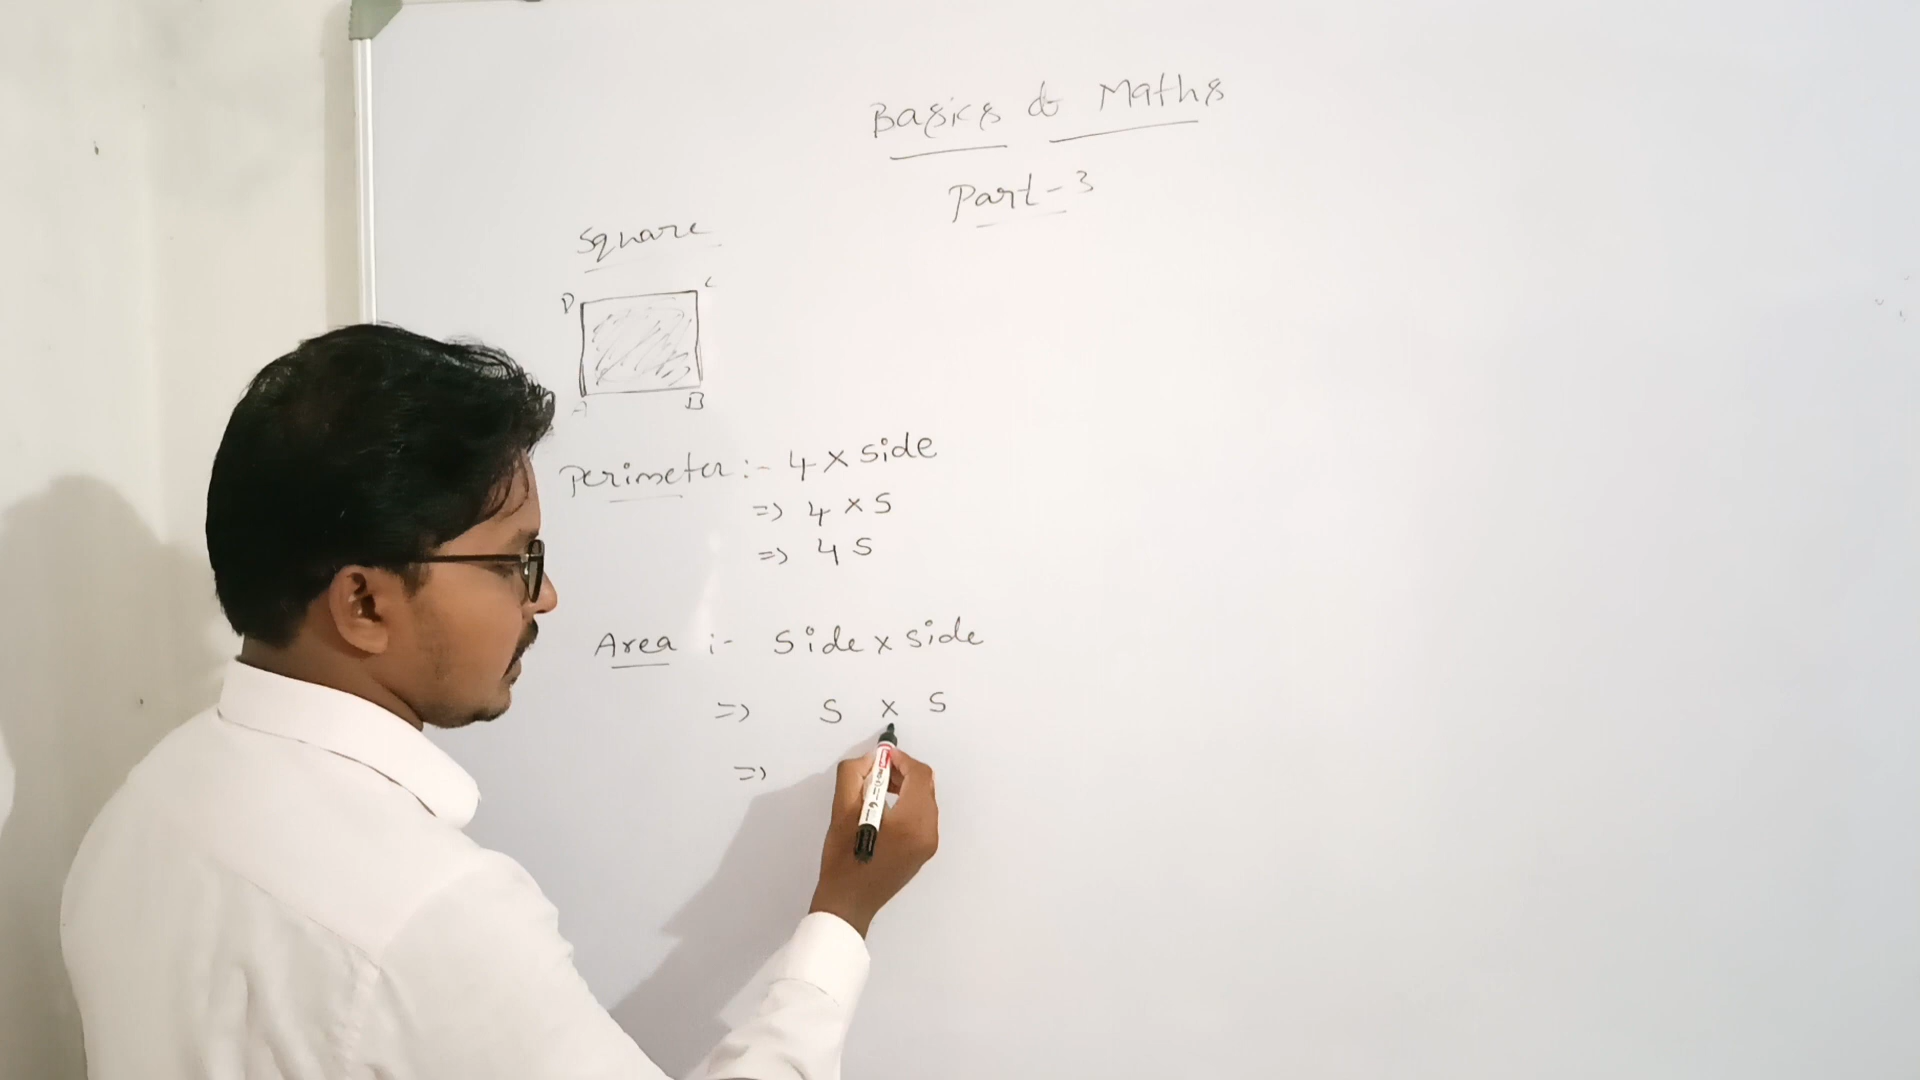 Basics of Maths
Part-3
Square
D C
A B
Perimeter :- 4 x side
=> 4 x S
=> 4 S
Area :- Side x side
=> S x S
=>